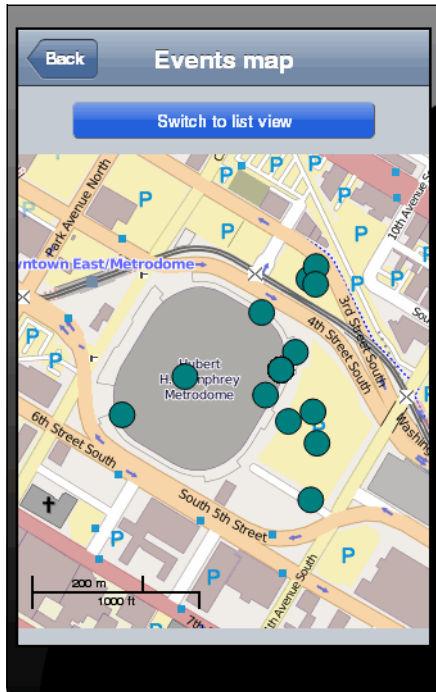 Back
Events map
Switch to list view
Park Avenue North
P
P
P
P
10th Avenue
wntown East/Metrodome
P
P
3rd Street South
4th Street South
Hubert
H. Humphrey
Metrodome
P
P
6th Street South
Washing
South 5th Street
P
P
P
200 m
1000 ft
P
11th Avenue South
7th